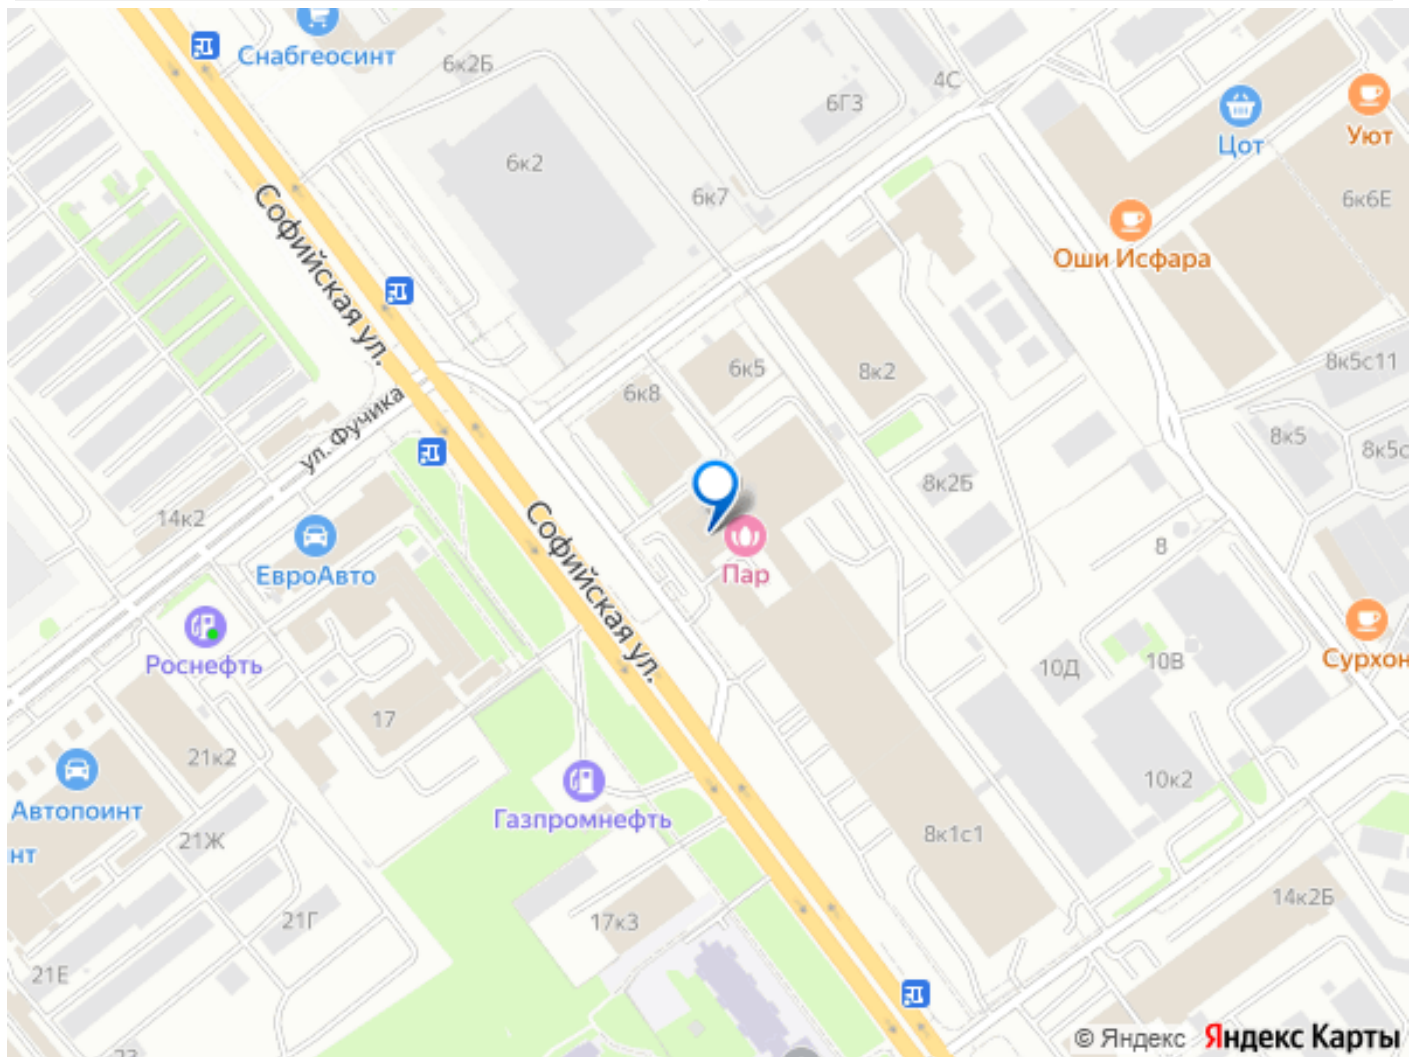 Снабгеосинт
6к2Б
4С
6Г3
Цот
Уют
6к2
6к7
6к6Е
Софийская ул.
Оши Исфара
8к5с11
6к5
8к2
6к8
ул. Фучика
8к5
8к5с
8к2Б
14к2
ЕвроАвто
Софийская ул.
Пар
8
Роснефть
10Д
10В
Сурхон
17
21к2
10к2
Автопоинт
Газпромнефть
21Ж
нт
8к1с1
14к2Б
21Г
17к3
21Е
23
© Яндекс Яндекс Карты